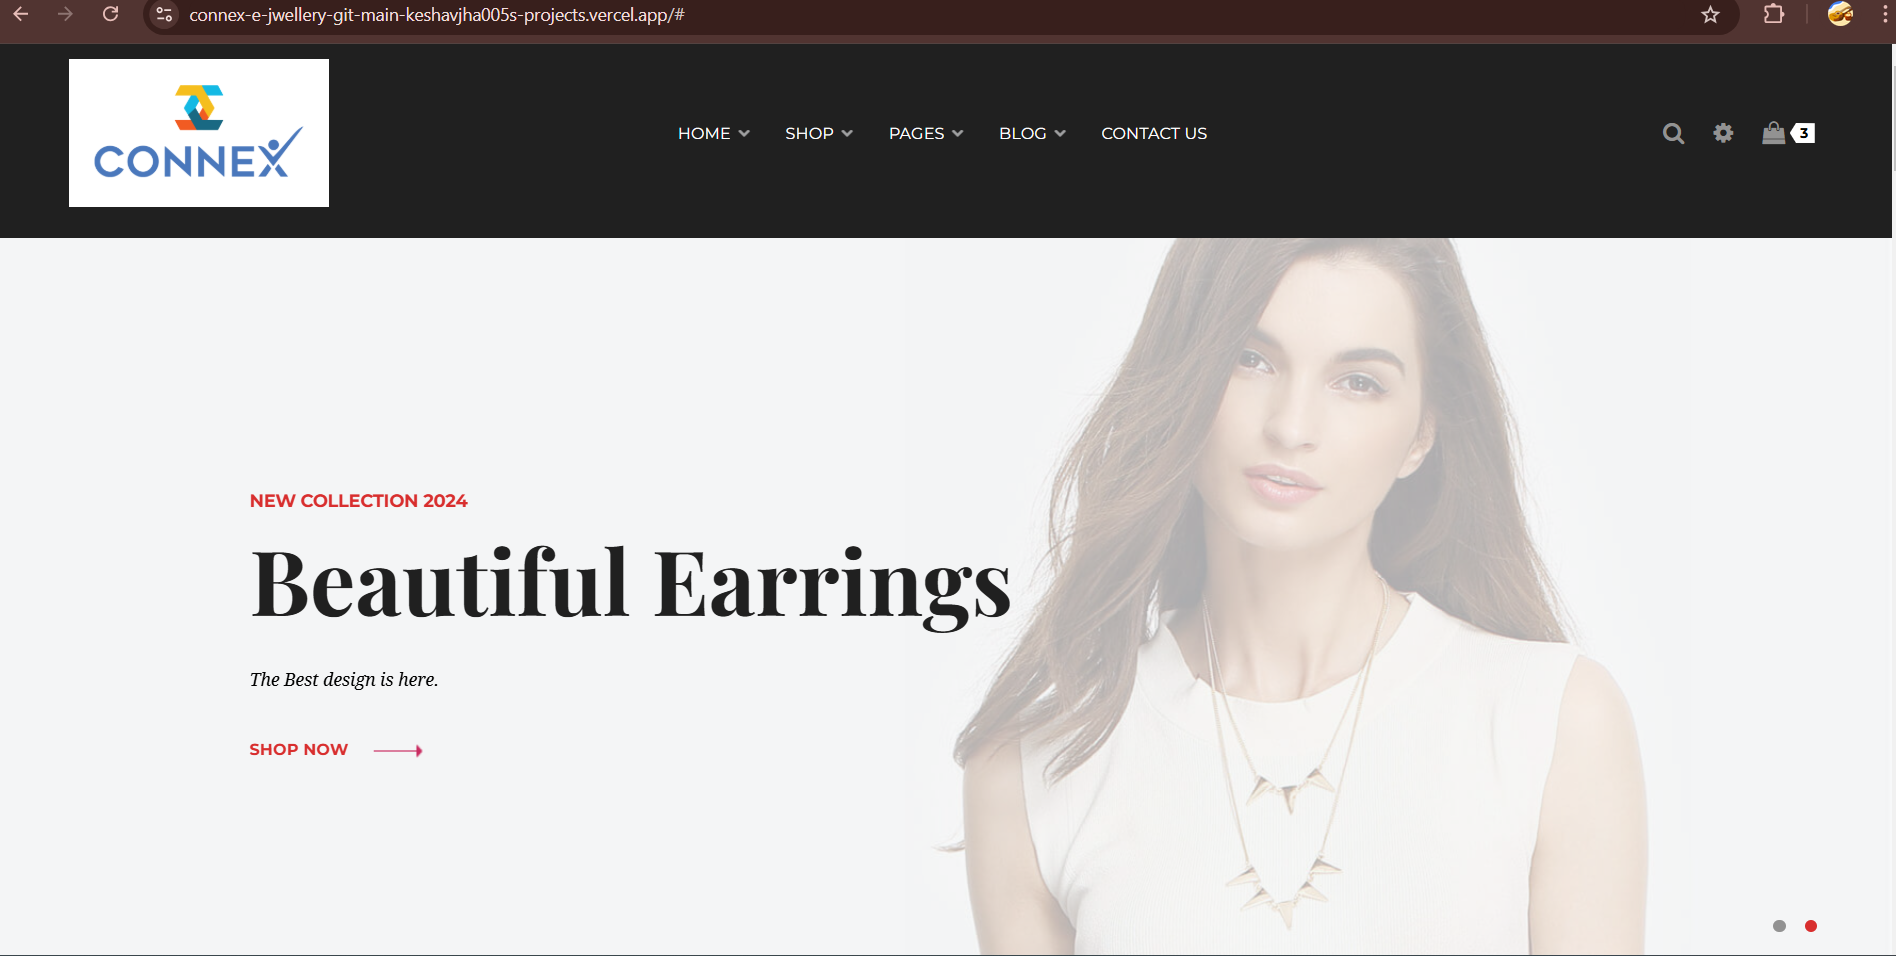 connex-e-jwellery-git-main-keshavjha005s-projects.vercel.app/#
CONNEX
HOME SHOP PAGES BLOG CONTACT US
3
NEW COLLECTION 2024
Beautiful Earrings
The Best design is here.
SHOP NOW